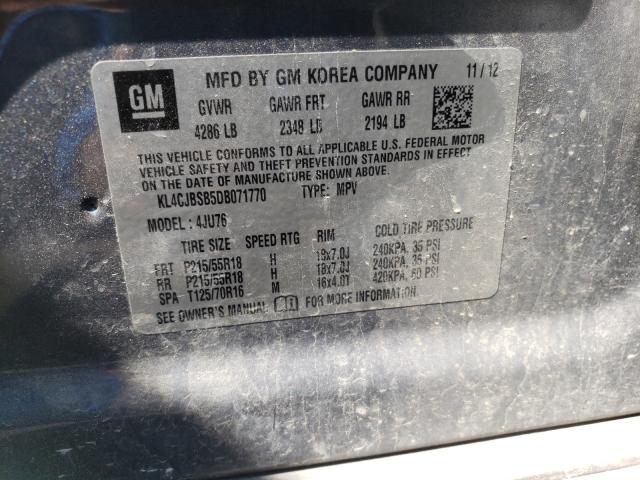 GM
MFD BY GM KOREA COMPANY 11/12
GVWR GAWR FRT GAWR RR
4286 LB 2348 LB 2194 LB
THIS VEHICLE CONFORMS TO ALL APPLICABLE U.S. FEDERAL MOTOR
VEHICLE SAFETY AND THEFT PREVENTION STANDARDS IN EFFECT
ON THE DATE OF MANUFACTURE SHOWN ABOVE.
KL4CJBSB5DB071770 TYPE: MPV
MODEL: 4JU76
TIRE SIZE SPEED RTG RIM COLD TIRE PRESSURE
FRT P215/55R18 H 18x7.0J 240KPA, 35 PSI
RR P215/55R18 H 18x7.0J 240KPA, 35 PSI
SPA T125/70R16 M 16x4.0T 420KPA, 60 PSI
SEE OWNER'S MANUAL FOR MORE INFORMATION.